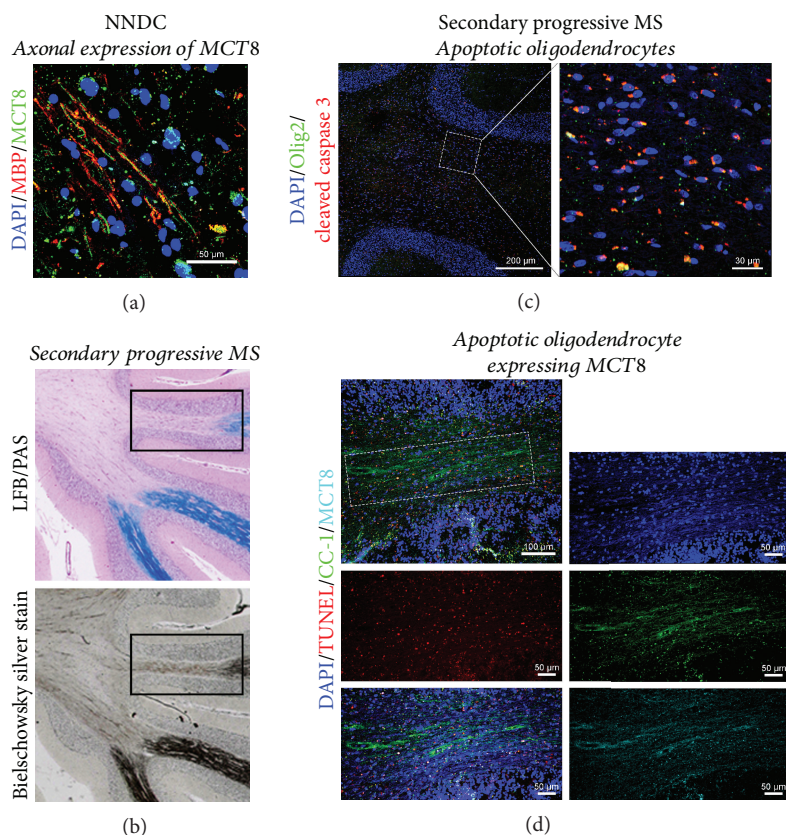 NNDC
Axonal expression of MCT8
DAPI/MBP/MCT8
50 µm
(a)
Secondary progressive MS
Apoptotic oligodendrocytes
DAPI/Olig2/
cleaved caspase 3
200 µm
30 µm
(c)
Secondary progressive MS
LFB/PAS
Bielschowsky silver stain
(b)
Apoptotic oligodendrocyte
expressing MCT8
DAPI/TUNEL/CC-1/MCT8
100 µm
50 µm
50 µm
50 µm
50 µm
50 µm
(d)